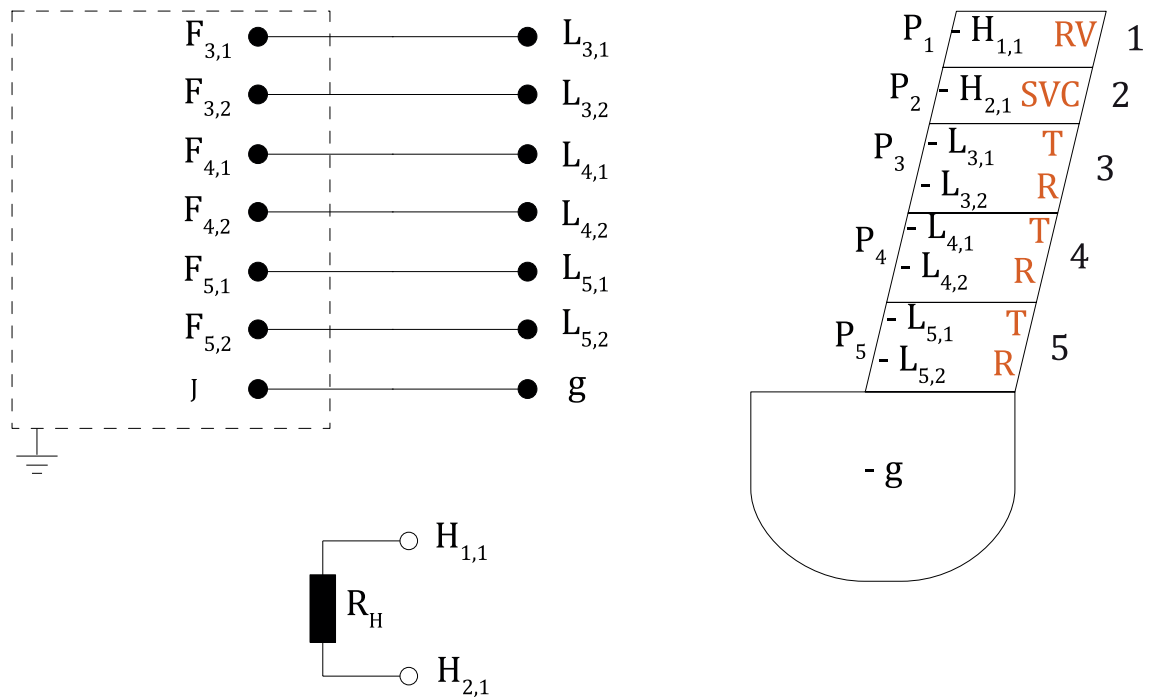 F3,1 L3,1
F3,2 L3,2
F4,1 L4,1
F4,2 L4,2
F5,1 L5,1
F5,2 L5,2
J g
H1,1
RH
H2,1
P1 - H1,1 RV 1
P2 - H2,1 SVC 2
P3 - L3,1 T 3
- L3,2 R
P4 - L4,1 T 4
- L4,2 R
P5 - L5,1 T 5
- L5,2 R
- g